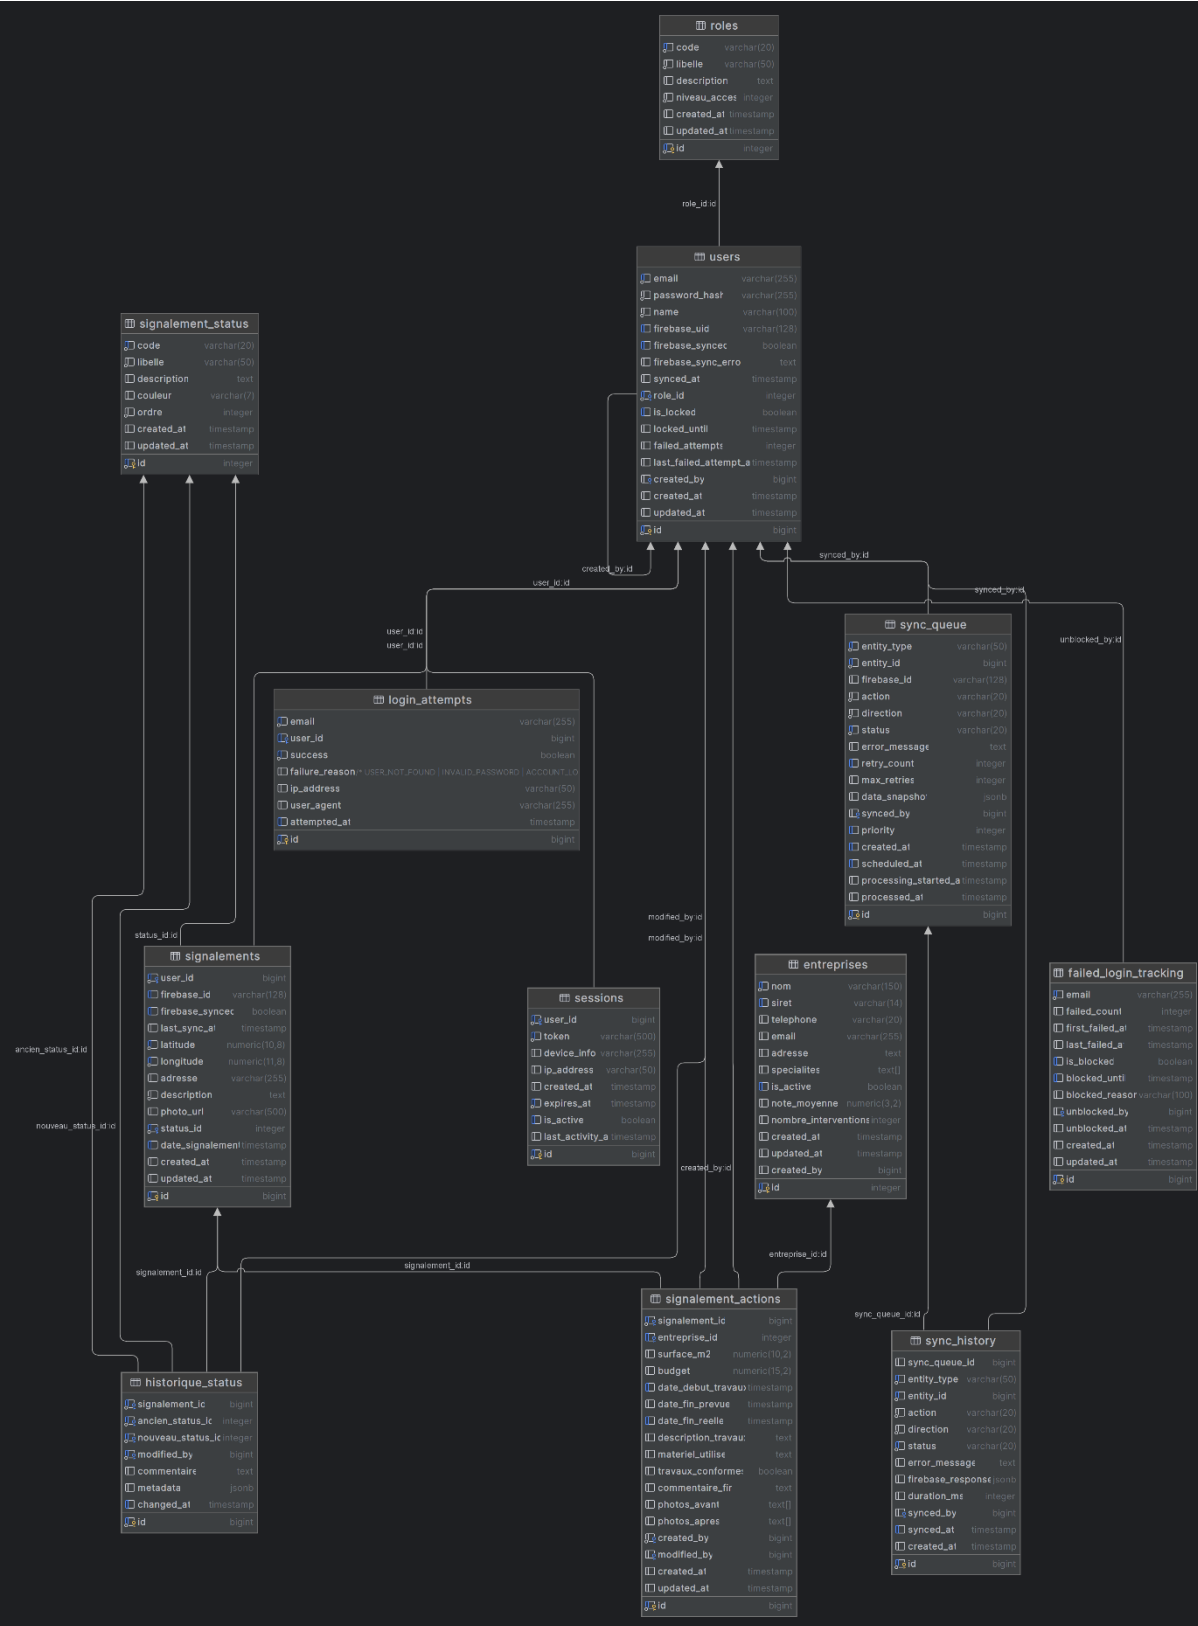 roles
code varchar(20)
libelle varchar(50)
description text
niveau_acces integer
created_at timestamp
updated_at timestamp
id integer
role_id:id
users
email varchar(255)
password_hash varchar(255)
name varchar(100)
firebase_uid varchar(128)
firebase_synced boolean
firebase_sync_erro text
synced_at timestamp
role_id integer
is_locked boolean
locked_until timestamp
failed_attempts integer
last_failed_attempt_a timestamp
created_by bigint
created_at timestamp
updated_at timestamp
id bigint
signalement_status
code varchar(20)
libelle varchar(50)
description text
couleur varchar(7)
ordre integer
created_at timestamp
updated_at timestamp
id integer
created_by:id
user_id:id
synced_by:id
synced_by:id
user_id:id
user_id:id
unblocked_by:id
login_attempts
email varchar(255)
user_id bigint
success boolean
failure_reason /* USER_NOT_FOUND | INVALID_PASSWORD | ACCOUNT_LO
ip_address varchar(50)
user_agent varchar(255)
attempted_at timestamp
id bigint
sync_queue
entity_type varchar(50)
entity_id bigint
firebase_id varchar(128)
action varchar(20)
direction varchar(20)
status varchar(20)
error_message text
retry_count integer
max_retries integer
data_snapshot jsonb
synced_by bigint
priority integer
created_at timestamp
scheduled_at timestamp
processing_started_a timestamp
processed_at timestamp
id bigint
modified_by:id
modified_by:id
status_id:id
signalements
user_id bigint
firebase_id varchar(128)
firebase_synced boolean
last_sync_at timestamp
latitude numeric(10,8)
longitude numeric(11,8)
adresse varchar(255)
description text
photo_url varchar(500)
status_id integer
date_signalement timestamp
created_at timestamp
updated_at timestamp
id bigint
sessions
user_id bigint
token varchar(500)
device_info varchar(255)
ip_address varchar(50)
created_at timestamp
expires_at timestamp
is_active boolean
last_activity_a timestamp
id bigint
entreprises
nom varchar(150)
siret varchar(14)
telephone varchar(20)
email varchar(255)
adresse text
specialites text[]
is_active boolean
note_moyenne numeric(3,2)
nombre_interventions integer
created_at timestamp
updated_at timestamp
created_by bigint
id integer
failed_login_tracking
email varchar(255)
failed_count integer
first_failed_at timestamp
last_failed_a timestamp
is_blocked boolean
blocked_until timestamp
blocked_reason varchar(100)
unblocked_by bigint
unblocked_at timestamp
created_at timestamp
updated_at timestamp
id bigint
ancien_status_id:id
nouveau_status_id:id
created_by:id
entreprise_id:id
signalement_id:id
signalement_id:id
sync_queue_id:id
historique_status
signalement_id bigint
ancien_status_id integer
nouveau_status_id integer
modified_by bigint
commentaire text
metadata jsonb
changed_at timestamp
id bigint
signalement_actions
signalement_id bigint
entreprise_id integer
surface_m2 numeric(10,2)
budget numeric(15,2)
date_debut_travaux timestamp
date_fin_prevue timestamp
date_fin_reelle timestamp
description_travau: text
materiel_utilise text
travaux_conformes boolean
commentaire_fin text
photos_avant text[]
photos_apres text[]
created_by bigint
modified_by bigint
created_at timestamp
updated_at timestamp
id bigint
sync_history
sync_queue_id bigint
entity_type varchar(50)
entity_id bigint
action varchar(20)
direction varchar(20)
status varchar(20)
error_message text
firebase_response jsonb
duration_ms integer
synced_by bigint
synced_at timestamp
created_at timestamp
id bigint